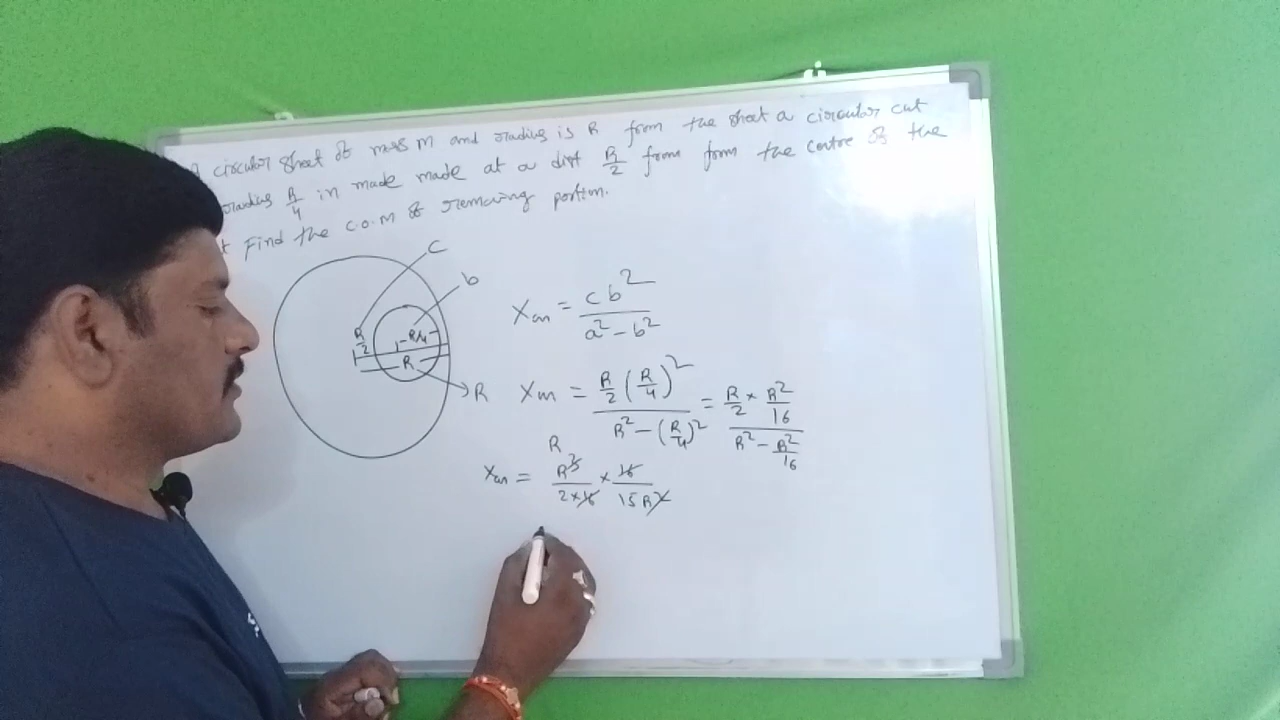 circular sheet of mass m and radius is R from the sheet a circular cut
radius R/4 in made made at a dist R/2 from from the centre of the
Find the c.o.m of remaining portion.
C
b
R/2
R/4
R
R
Xcm = cb² / a² - b²
Xcm = R/2 (R/4)² / R² - (R/4)² = R/2 × R²/16 / R² - R²/16
R
Xcm = R³ / 2×16 × 16 / 15R²